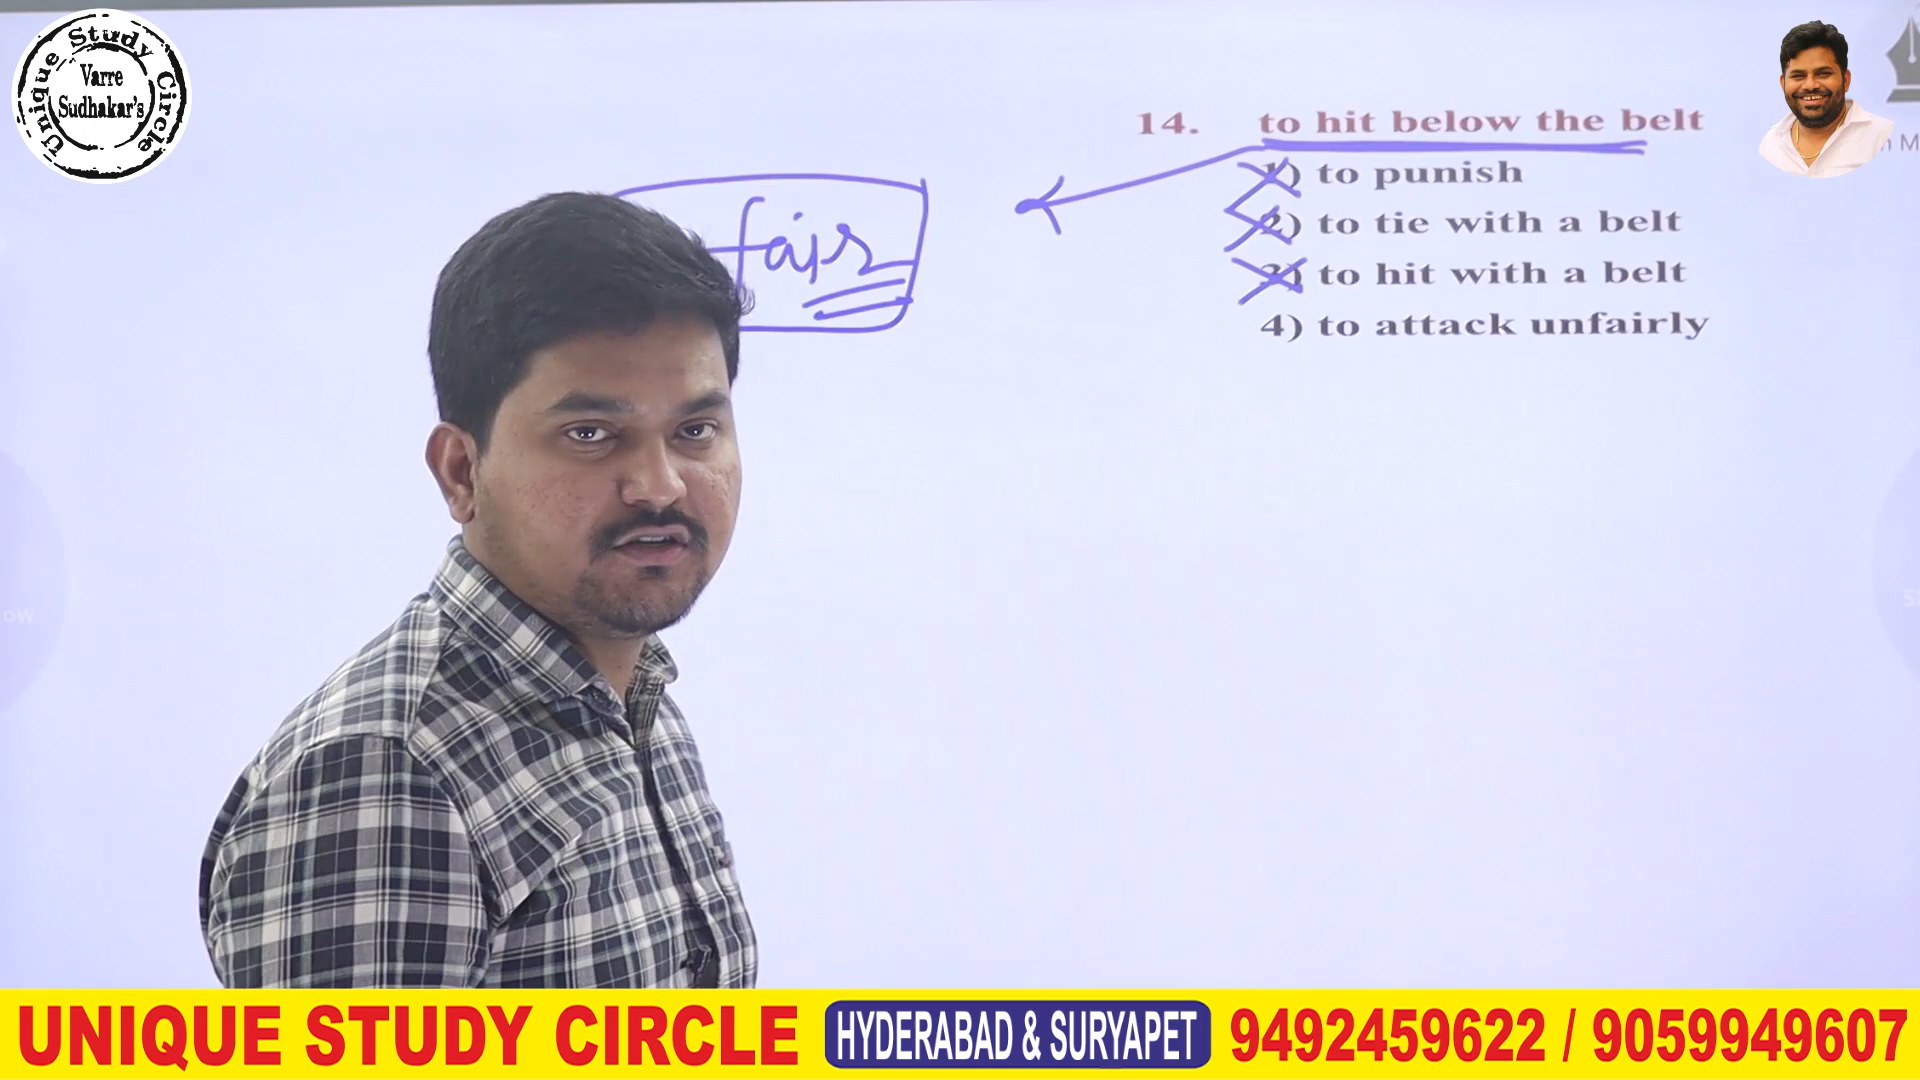 Unique Study Circle
Varre
Sudhakar's
14. to hit below the belt
1) to punish
2) to tie with a belt
3) to hit with a belt
4) to attack unfairly
fair
n M
ow
S
UNIQUE STUDY CIRCLE HYDERABAD & SURYAPET 9492459622 / 9059949607